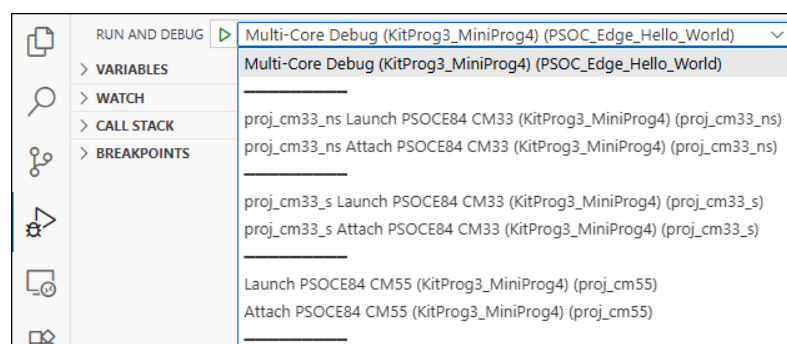 RUN AND DEBUG
Multi-Core Debug (KitProg3_MiniProg4) (PSOC_Edge_Hello_World)
VARIABLES
WATCH
CALL STACK
BREAKPOINTS
Multi-Core Debug (KitProg3_MiniProg4) (PSOC_Edge_Hello_World)
proj_cm33_ns Launch PSOCE84 CM33 (KitProg3_MiniProg4) (proj_cm33_ns)
proj_cm33_ns Attach PSOCE84 CM33 (KitProg3_MiniProg4) (proj_cm33_ns)
proj_cm33_s Launch PSOCE84 CM33 (KitProg3_MiniProg4) (proj_cm33_s)
proj_cm33_s Attach PSOCE84 CM33 (KitProg3_MiniProg4) (proj_cm33_s)
Launch PSOCE84 CM55 (KitProg3_MiniProg4) (proj_cm55)
Attach PSOCE84 CM55 (KitProg3_MiniProg4) (proj_cm55)